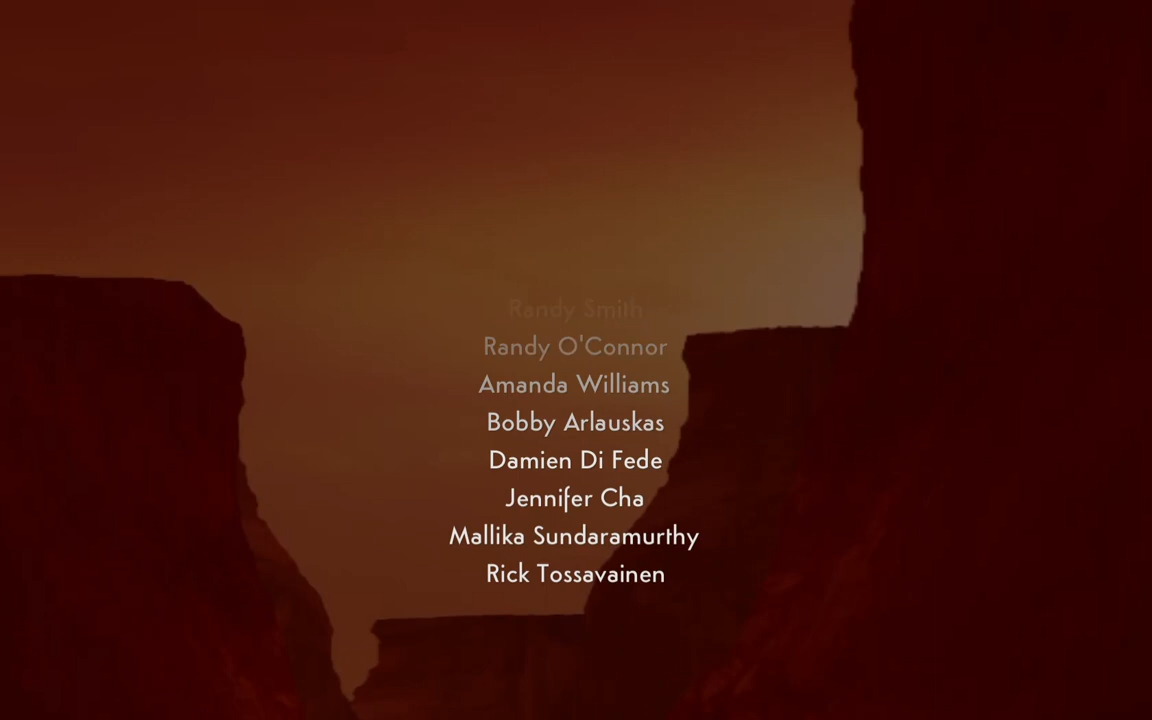 Randy Smith
Randy O'Connor
Amanda Williams
Bobby Arlauskas
Damien Di Fede
Jennifer Cha
Mallika Sundaramurthy
Rick Tossavainen